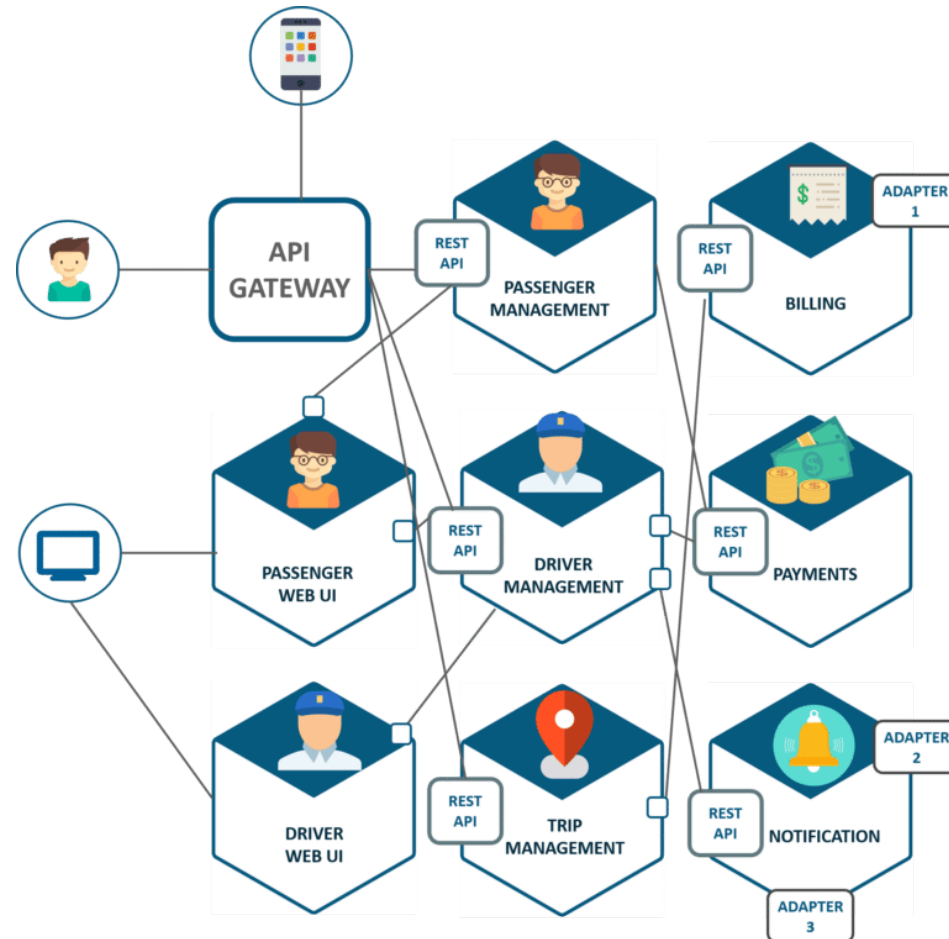 API
GATEWAY
REST
API
PASSENGER
MANAGEMENT
REST
API
BILLING
ADAPTER
1
PASSENGER
WEB UI
REST
API
DRIVER
MANAGEMENT
REST
API
PAYMENTS
DRIVER
WEB UI
REST
API
TRIP
MANAGEMENT
REST
API
NOTIFICATION
ADAPTER
2
ADAPTER
3